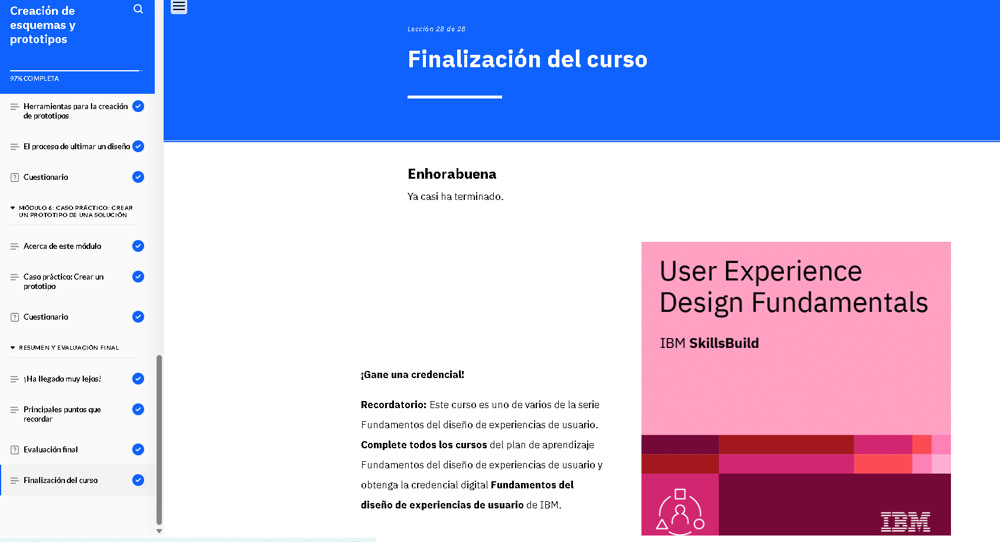 Creación de
esquemas y
prototipos
97% COMPLETA
Herramientas para la creación
de prototipos
El proceso de ultimar un diseño
Cuestionario
MÓDULO 6: CASO PRÁCTICO: CREAR
UN PROTOTIPO DE UNA SOLUCIÓN
Acerca de este módulo
Caso práctico: Crear un
prototipo
Cuestionario
RESUMEN Y EVALUACIÓN FINAL
¡Ha llegado muy lejos!
Principales puntos que
recordar
Evaluación final
Finalización del curso
Lección 28 de 28
Finalización del curso
Enhorabuena
Ya casi ha terminado.
¡Gane una credencial!
Recordatorio: Este curso es uno de varios de la serie
Fundamentos del diseño de experiencias de usuario.
Complete todos los cursos del plan de aprendizaje
Fundamentos del diseño de experiencias de usuario y
obtenga la credencial digital Fundamentos del
diseño de experiencias de usuario de IBM.
User Experience
Design Fundamentals
IBM SkillsBuild
IBM